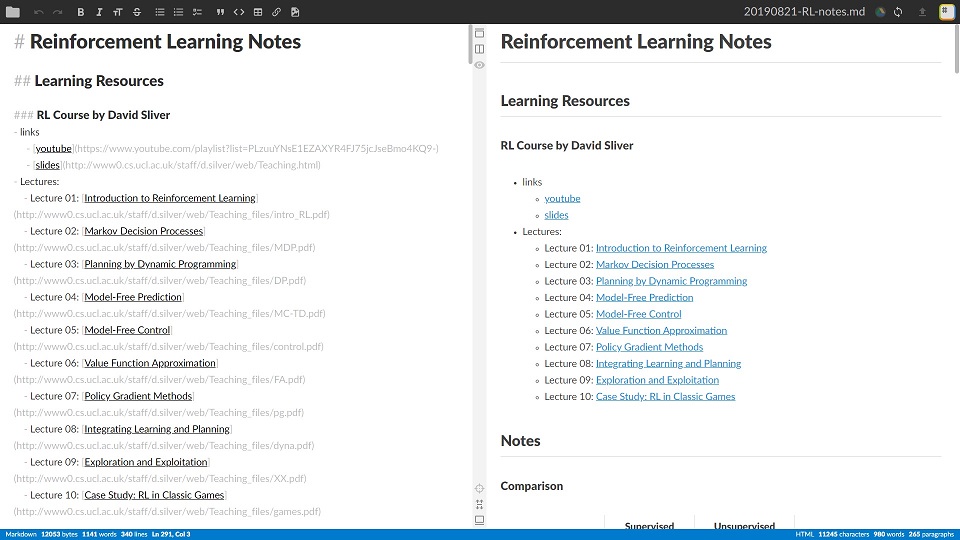 20190821-RL-notes.md
# Reinforcement Learning Notes
## Learning Resources
### RL Course by David Sliver
- links
- [youtube](https://www.youtube.com/playlist?list=PLzuuYNsE1EZAXYR4FJ75jcJseBmo4KQ9-)
- [slides](http://www0.cs.ucl.ac.uk/staff/d.silver/web/Teaching.html)
- Lectures:
- Lecture 01: [Introduction to Reinforcement Learning]
(http://www0.cs.ucl.ac.uk/staff/d.silver/web/Teaching_files/intro_RL.pdf)
- Lecture 02: [Markov Decision Processes]
(http://www0.cs.ucl.ac.uk/staff/d.silver/web/Teaching_files/MDP.pdf)
- Lecture 03: [Planning by Dynamic Programming]
(http://www0.cs.ucl.ac.uk/staff/d.silver/web/Teaching_files/DP.pdf)
- Lecture 04: [Model-Free Prediction]
(http://www0.cs.ucl.ac.uk/staff/d.silver/web/Teaching_files/MC-TD.pdf)
- Lecture 05: [Model-Free Control]
(http://www0.cs.ucl.ac.uk/staff/d.silver/web/Teaching_files/control.pdf)
- Lecture 06: [Value Function Approximation]
(http://www0.cs.ucl.ac.uk/staff/d.silver/web/Teaching_files/FA.pdf)
- Lecture 07: [Policy Gradient Methods]
(http://www0.cs.ucl.ac.uk/staff/d.silver/web/Teaching_files/pg.pdf)
- Lecture 08: [Integrating Learning and Planning]
(http://www0.cs.ucl.ac.uk/staff/d.silver/web/Teaching_files/dyna.pdf)
- Lecture 09: [Exploration and Exploitation]
(http://www0.cs.ucl.ac.uk/staff/d.silver/web/Teaching_files/XX.pdf)
- Lecture 10: [Case Study: RL in Classic Games]
(http://www0.cs.ucl.ac.uk/staff/d.silver/web/Teaching_files/games.pdf)
Reinforcement Learning Notes
Learning Resources
RL Course by David Sliver
• links
youtube
slides
• Lectures:
Lecture 01: Introduction to Reinforcement Learning
Lecture 02: Markov Decision Processes
Lecture 03: Planning by Dynamic Programming
Lecture 04: Model-Free Prediction
Lecture 05: Model-Free Control
Lecture 06: Value Function Approximation
Lecture 07: Policy Gradient Methods
Lecture 08: Integrating Learning and Planning
Lecture 09: Exploration and Exploitation
Lecture 10: Case Study: RL in Classic Games
Notes
Comparison
Supervised Unsupervised
Markdown 12053 bytes 1141 words 340 lines Ln 291, Col 3
HTML 11245 characters 980 words 265 paragraphs